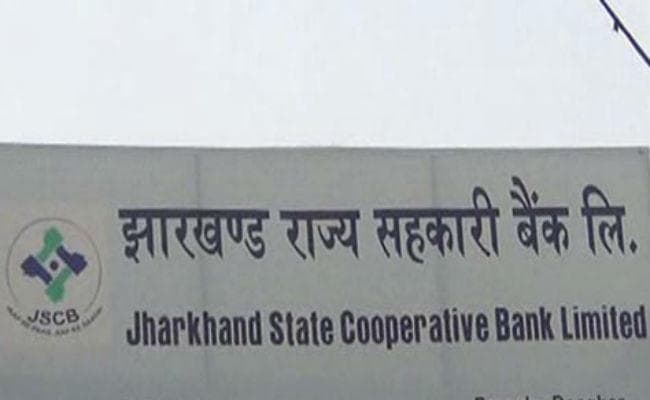 झारखण्ड राज्य सहकारी बैंक लि.
Jharkhand State Cooperative Bank Limited
JSCB